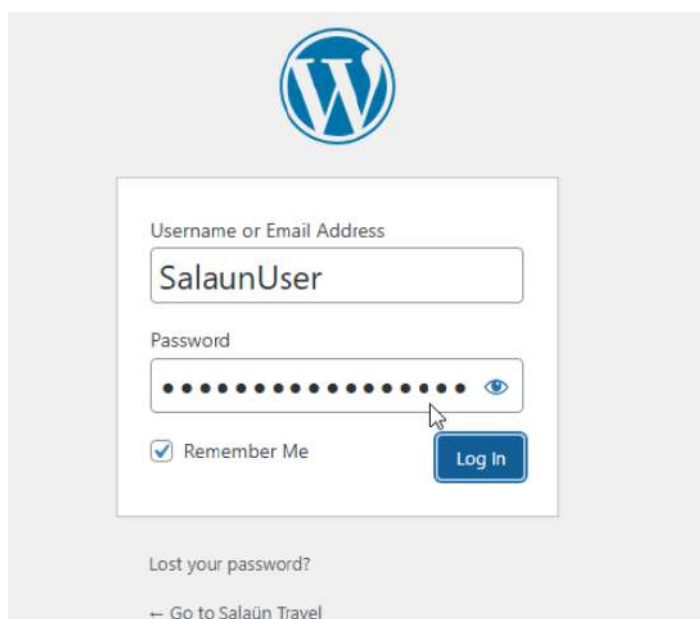 Username or Email Address
SalaunUser
Password
Remember Me
Log In
Lost your password?
← Go to Salaün Travel